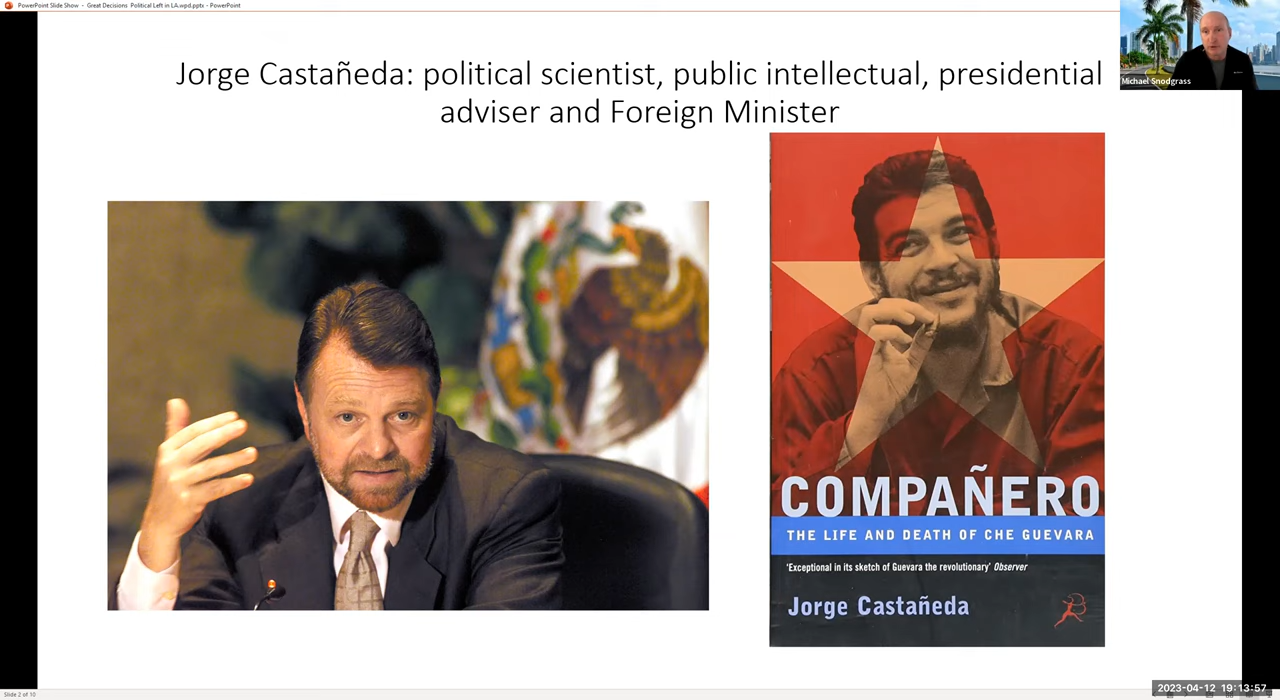 PowerPoint Slide Show - Great Decisions Political Left in LA.wpd.pptx - PowerPoint
Michael Snodgrass
Jorge Castañeda: political scientist, public intellectual, presidential
adviser and Foreign Minister
COMPAÑERO
THE LIFE AND DEATH OF CHE GUEVARA
'Exceptional in its sketch of Guevara the revolutionary' Observer
Jorge Castañeda
Slide 2 of 10
2023-04-12 19:13:57